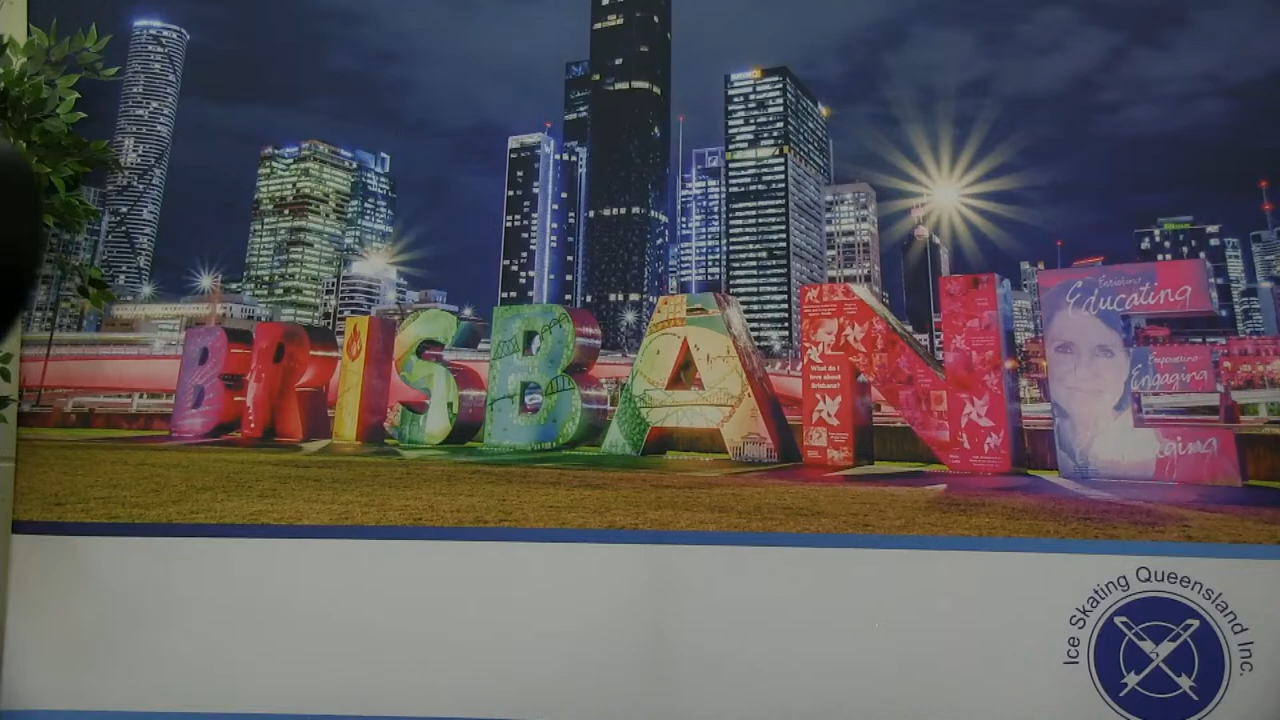 BRISBANE
What do I
love about
Brisbane?
Educating
Engaging
Ice Skating Queensland Inc.